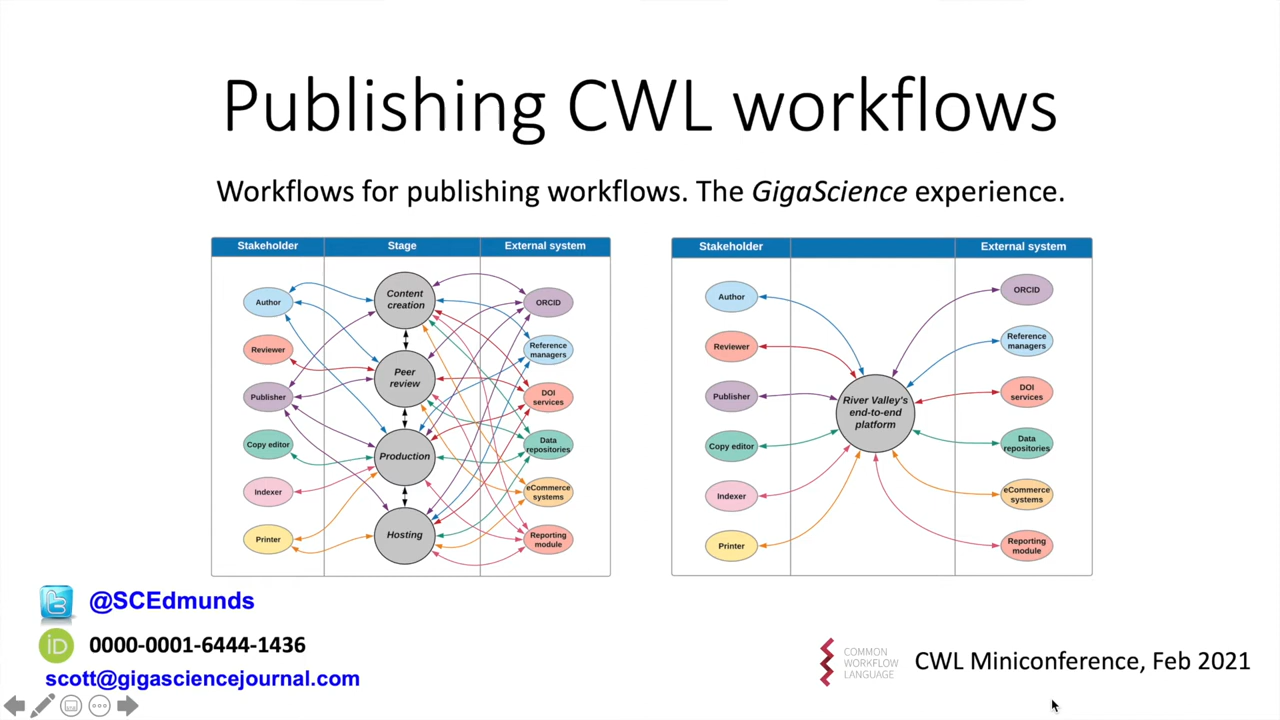 Publishing CWL workflows
Workflows for publishing workflows. The GigaScience experience.
Stakeholder
Stage
External system
Author
Reviewer
Publisher
Copy editor
Indexer
Printer
Content
creation
Peer
review
Production
Hosting
ORCID
Reference
managers
DOI
services
Data
repositories
eCommerce
systems
Reporting
module
Stakeholder
External system
Author
Reviewer
Publisher
Copy editor
Indexer
Printer
River Valley's
end-to-end
platform
ORCID
Reference
managers
DOI
services
Data
repositories
eCommerce
systems
Reporting
module
@SCEdmunds
iD
0000-0001-6444-1436
scott@gigasciencejournal.com
COMMON
WORKFLOW
LANGUAGE
CWL Miniconference, Feb 2021